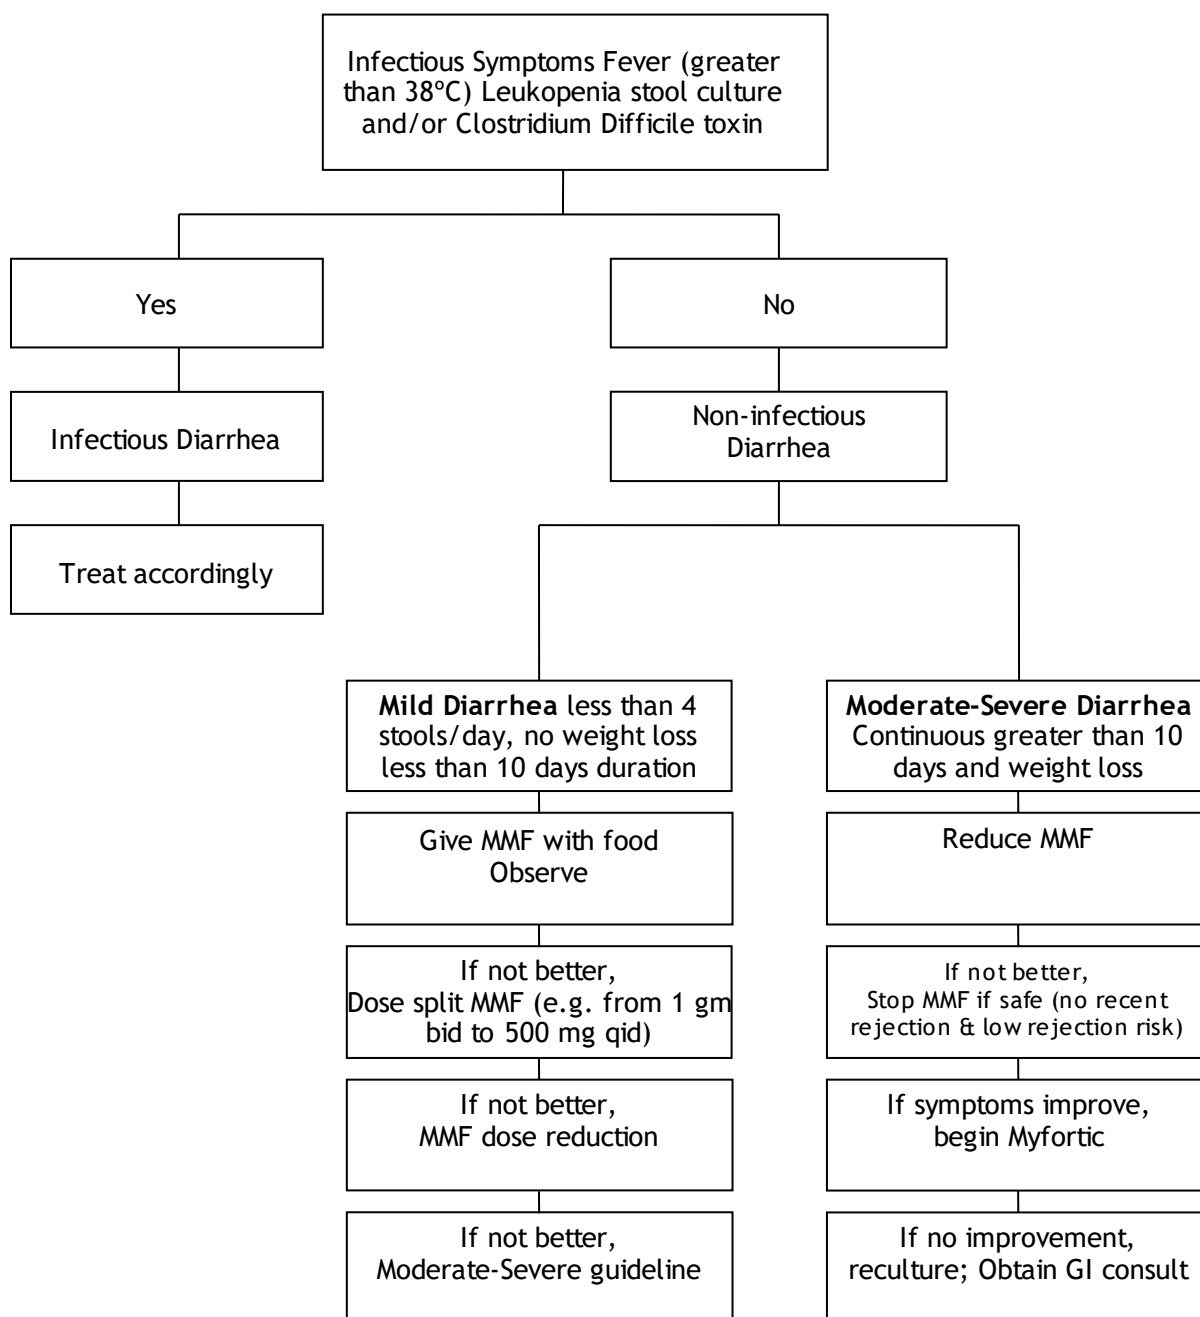 Infectious Symptoms Fever (greater
than 38ºC) Leukopenia stool culture
and/or Clostridium Difficile toxin
Yes
No
Infectious Diarrhea
Non-infectious
Diarrhea
Treat accordingly
Mild Diarrhea less than 4
stools/day, no weight loss
less than 10 days duration
Moderate-Severe Diarrhea
Continuous greater than 10
days and weight loss
Give MMF with food
Observe
Reduce MMF
If not better,
Dose split MMF (e.g. from 1 gm
bid to 500 mg qid)
If not better,
Stop MMF if safe (no recent
rejection & low rejection risk)
If not better,
MMF dose reduction
If symptoms improve,
begin Myfortic
If not better,
Moderate-Severe guideline
If no improvement,
reculture; Obtain GI consult